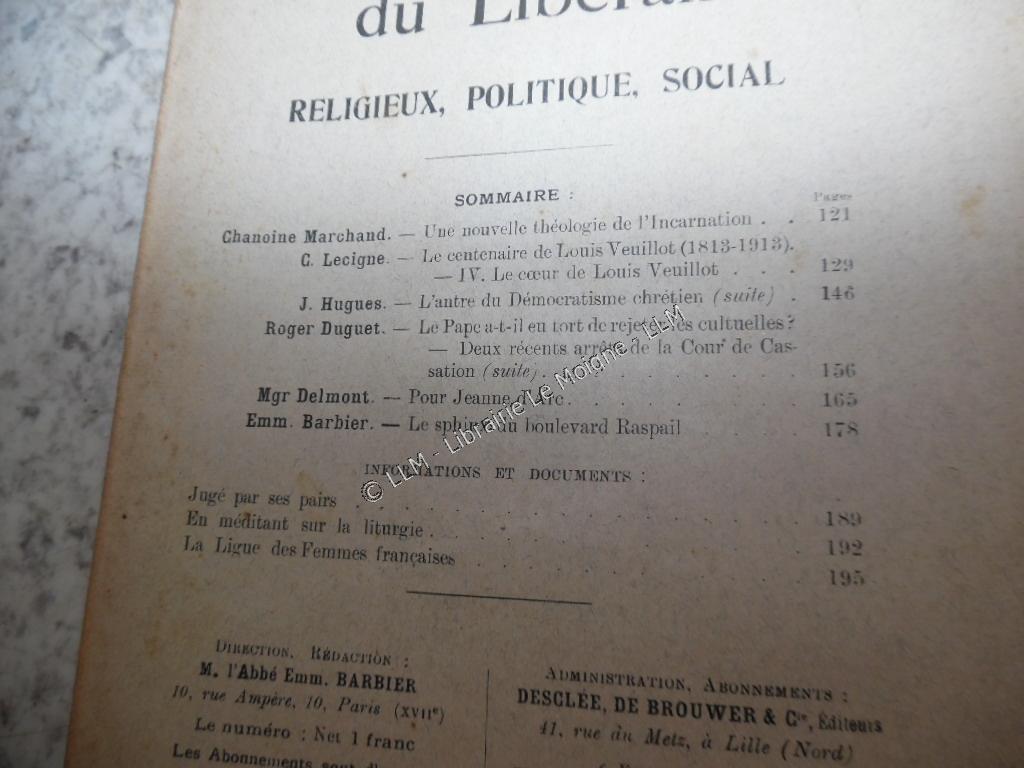 du
RELIGIEUX, POLITIQUE, SOCIAL
SOMMAIRE :
Pages
Chanoine Marchand. — Une nouvelle théologie de l'Incarnation . . 121
C. Lecigne. — Le centenaire de Louis Veuillot (1813-1913).
— IV. Le cœur de Louis Veuillot . . . 129
J. Hugues. — L'antre du Démocratisme chrétien (suite) . 146
Roger Duguet. — Le Pape a-t-il eu tort de rejeter les cultuelles ?
— Deux récents arrêts de la Cour de Cas-
sation (suite). . . . . . . . . 156
Mgr Delmont. — Pour Jeanne d'Arc. . . . . . . 165
Emm. Barbier. — Le sphinx du boulevard Raspail . . . . 178
INFORMATIONS ET DOCUMENTS :
Jugé par ses pairs . . . . . . . . . . . . 189
En méditant sur la liturgie. . . . . . . . . . 192
La Ligue des Femmes françaises . . . . . . . . 195
DIRECTION, RÉDACTION :
M. l'Abbé Emm. BARBIER
10, rue Ampère, 10, Paris (XVIIe)
Le numéro : Net 1 franc
Les Abonnements
ADMINISTRATION, ABONNEMENTS :
DESCLÉE, DE BROUWER & Cie, Éditeurs
41, rue du Metz, à Lille (Nord)
© LLM - Librairie Le Moigne - LLM